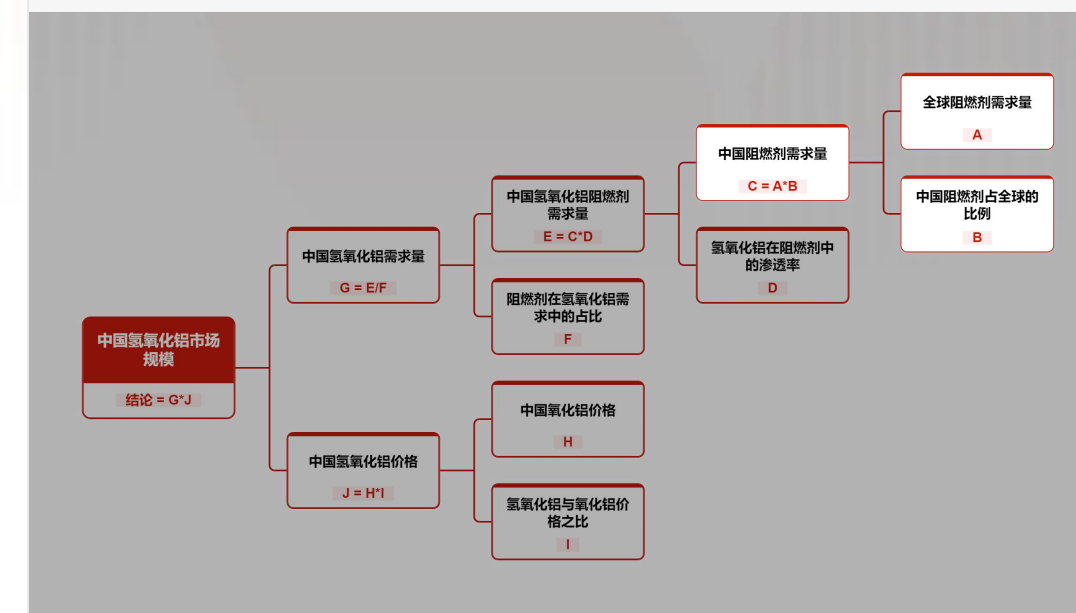 全球阻燃剂需求量
A
中国阻燃剂需求量
C = A*B
中国氢氧化铝阻燃剂
需求量
E = C*D
中国阻燃剂占全球的
比例
B
中国氢氧化铝需求量
G = E/F
氢氧化铝在阻燃剂中
的渗透率
D
阻燃剂在氢氧化铝需
求中的占比
F
中国氢氧化铝市场
规模
结论 = G*J
中国氧化铝价格
H
中国氢氧化铝价格
J = H*I
氢氧化铝与氧化铝价
格之比
I